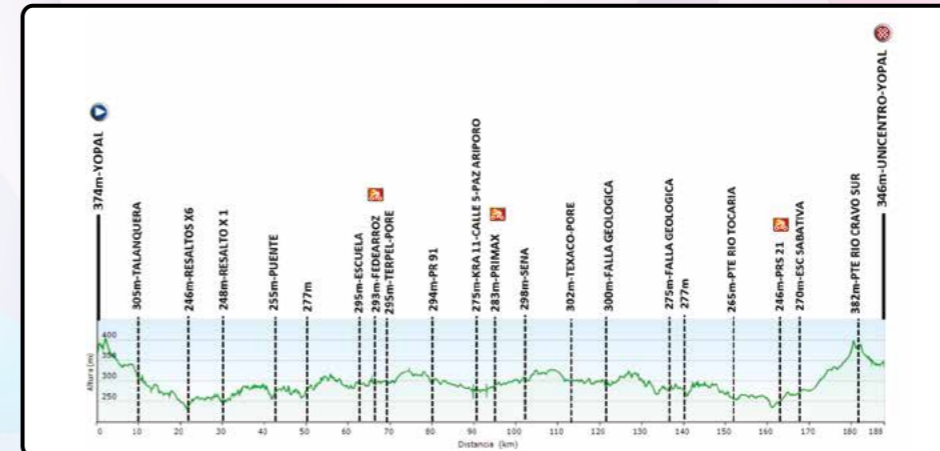 374m-YOPAL
305m-TALANQUERA
246m-RESALTOS X6
248m-RESALTO X 1
255m-PUENTE
277m
295m-ESCUELA
293m-FEDEARROZ
295m-TERPEL-PORE
294m-PR 91
275m-KRA 11-CALLE 5-PAZ ARIPORO
283m-PRIMAX
298m-SENA
302m-TEXACO-PORE
300m-FALLA GEOLOGICA
275m-FALLA GEOLOGICA
277m
265m-PTE RIO TOCARIA
246m-PRS 21
270m-ESC SABATIVA
382m-PTE RIO CRAVO SUR
346m-UNICENTRO-YOPAL
Altura (m)
400
350
300
250
0 10 20 30 40 50 60 70 80 90 100 110 120 130 140 150 160 170 180 188
Distancia (km)